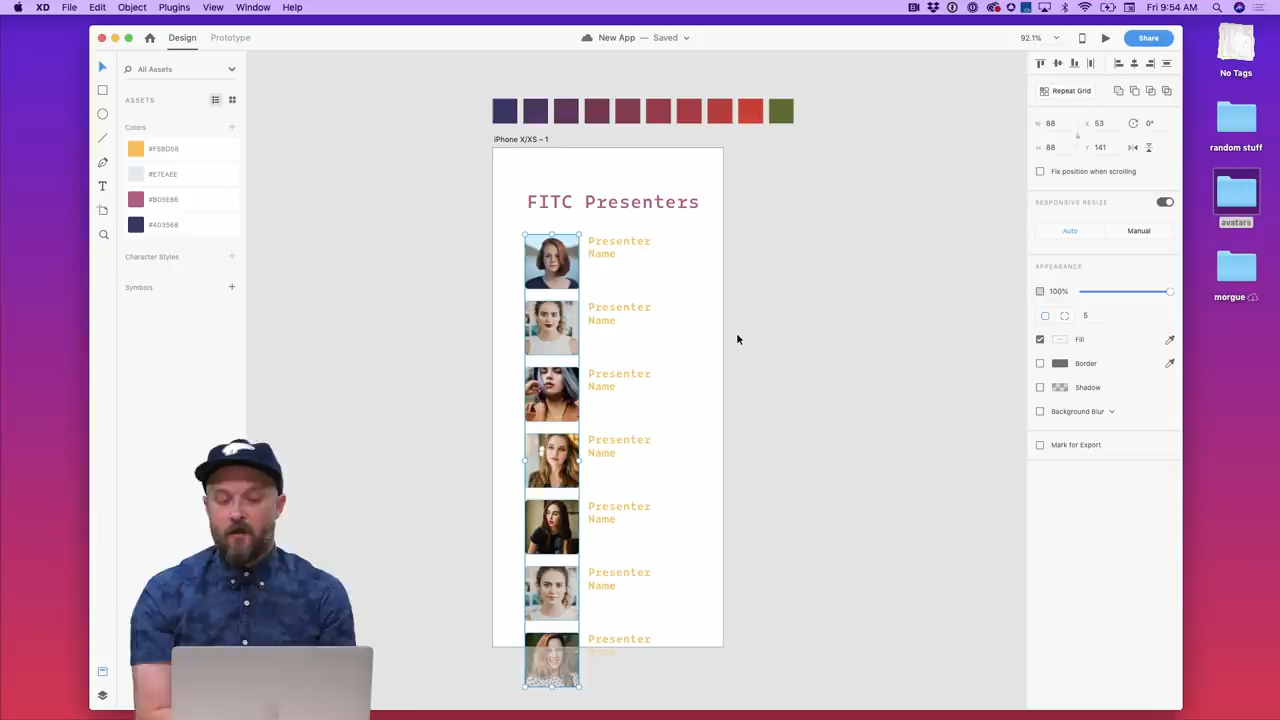 XD File Edit Object Plugins View Window Help
Fri 9:54 AM
Design Prototype
New App — Saved
92.1%
Share
All Assets
ASSETS
Colors
#F5BD58
#E7EAEE
#B05E86
#403568
Character Styles
Symbols
iPhone X/XS – 1
FITC Presenters
Presenter
Name
Presenter
Name
Presenter
Name
Presenter
Name
Presenter
Name
Presenter
Name
Presenter
Name
Repeat Grid
W 88 X 53 0°
H 88 Y 141
Fix position when scrolling
RESPONSIVE RESIZE
Auto Manual
APPEARANCE
100%
5
Fill
Border
Shadow
Background Blur
Mark for Export
No Tags
random stuff
avatars
morgue